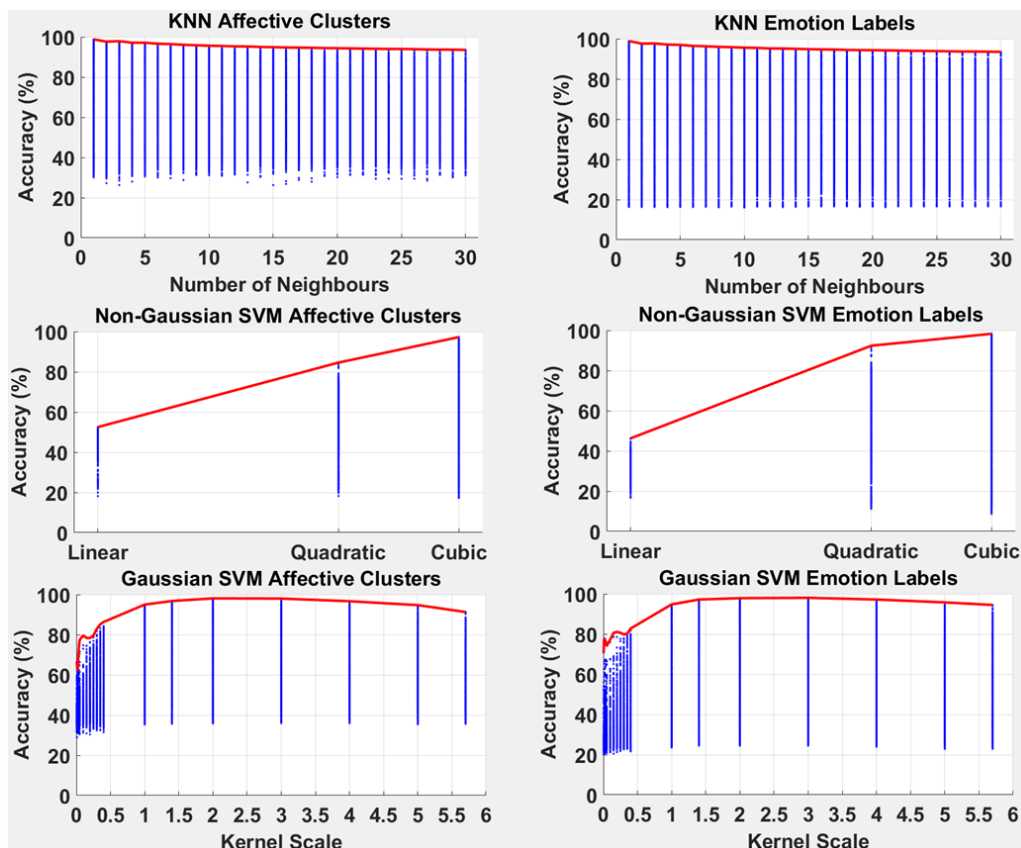 KNN Affective Clusters
100
80
60
40
20
0
Accuracy (%)
0 5 10 15 20 25 30
Number of Neighbours
KNN Emotion Labels
100
80
60
40
20
0
Accuracy (%)
0 5 10 15 20 25 30
Number of Neighbours
Non-Gaussian SVM Affective Clusters
100
80
60
40
20
0
Accuracy (%)
Linear Quadratic Cubic
Non-Gaussian SVM Emotion Labels
100
80
60
40
20
0
Accuracy (%)
Linear Quadratic Cubic
Gaussian SVM Affective Clusters
100
80
60
40
20
0
Accuracy (%)
0 0.5 1 1.5 2 2.5 3 3.5 4 4.5 5 5.5 6
Kernel Scale
Gaussian SVM Emotion Labels
100
80
60
40
20
0
Accuracy (%)
0 0.5 1 1.5 2 2.5 3 3.5 4 4.5 5 5.5 6
Kernel Scale